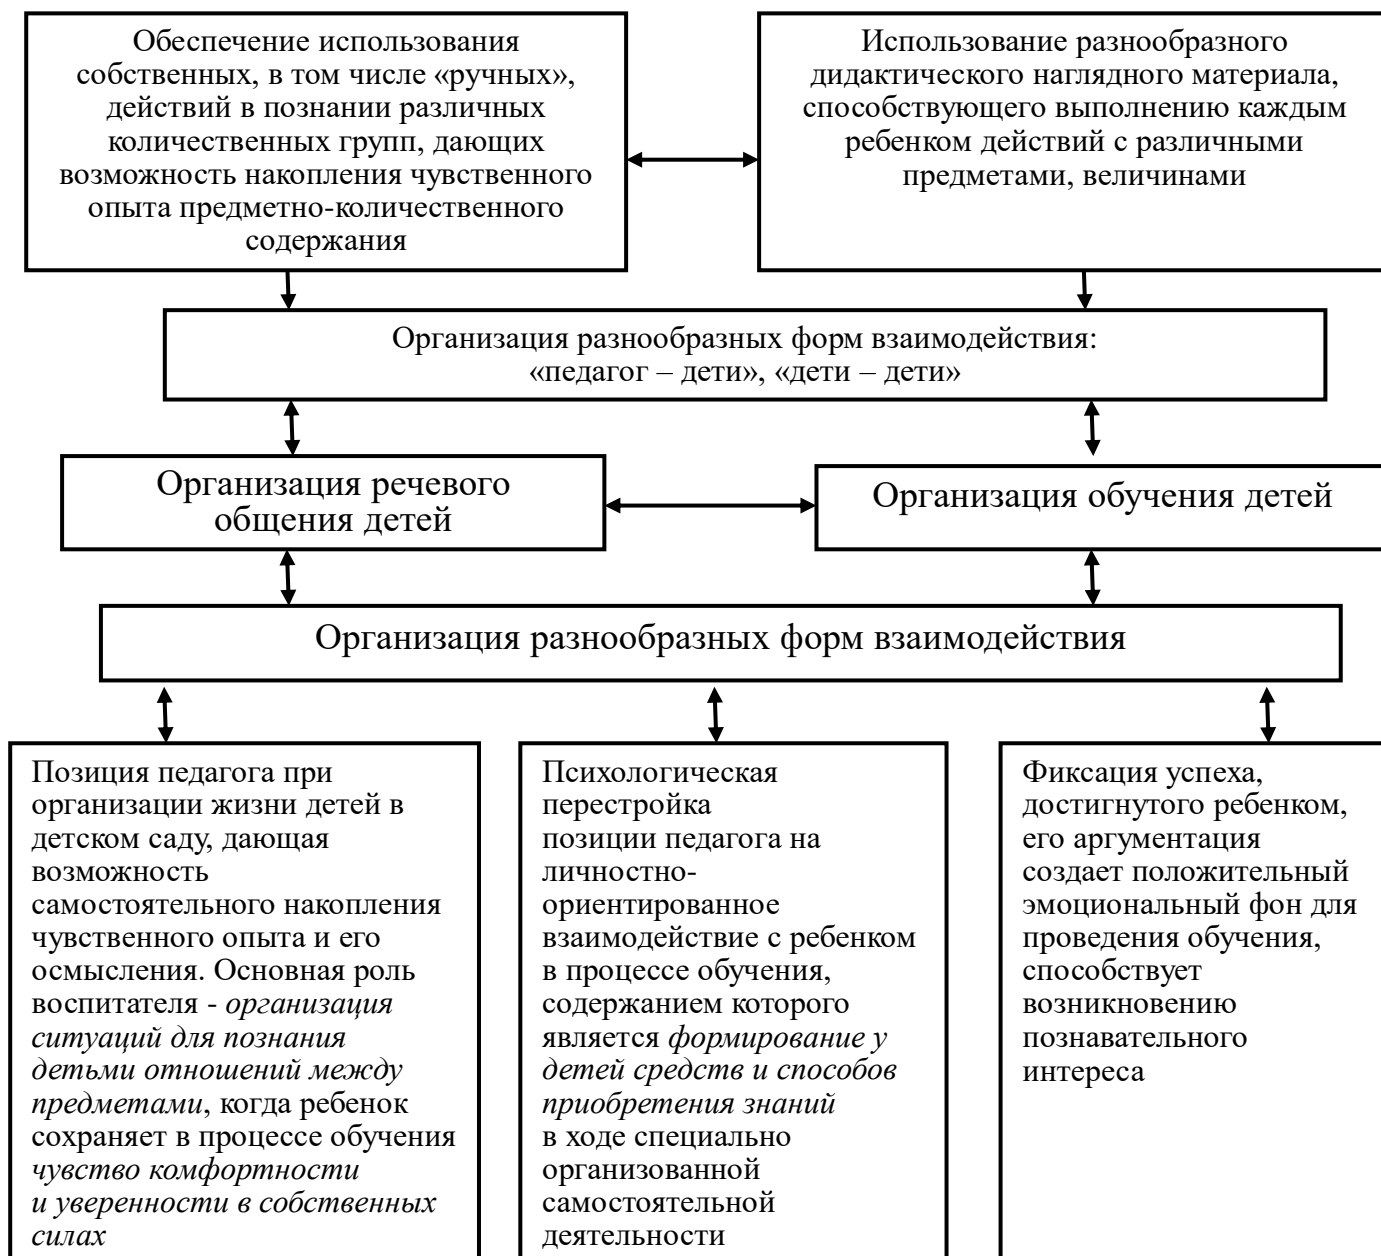 Обеспечение использования
собственных, в том числе «ручных»,
действий в познании различных
количественных групп, дающих
возможность накопления чувственного
опыта предметно-количественного
содержания
Использование разнообразного
дидактического наглядного материала,
способствующего выполнению каждым
ребенком действий с различными
предметами, величинами
Организация разнообразных форм взаимодействия:
«педагог – дети», «дети – дети»
Организация речевого
общения детей
Организация обучения детей
Организация разнообразных форм взаимодействия
Позиция педагога при
организации жизни детей в
детском саду, дающая
возможность
самостоятельного накопления
чувственного опыта и его
осмысления. Основная роль
воспитателя - организация
ситуаций для познания
детьми отношений между
предметами, когда ребенок
сохраняет в процессе обучения
чувство комфортности
и уверенности в собственных
силах
Психологическая
перестройка
позиции педагога на
личностно-
ориентированное
взаимодействие с ребенком
в процессе обучения,
содержанием которого
является формирование у
детей средств и способов
приобретения знаний
в ходе специально
организованной
самостоятельной
деятельности
Фиксация успеха,
достигнутого ребенком,
его аргументация
создает положительный
эмоциональный фон для
проведения обучения,
способствует
возникновению
познавательного
интереса